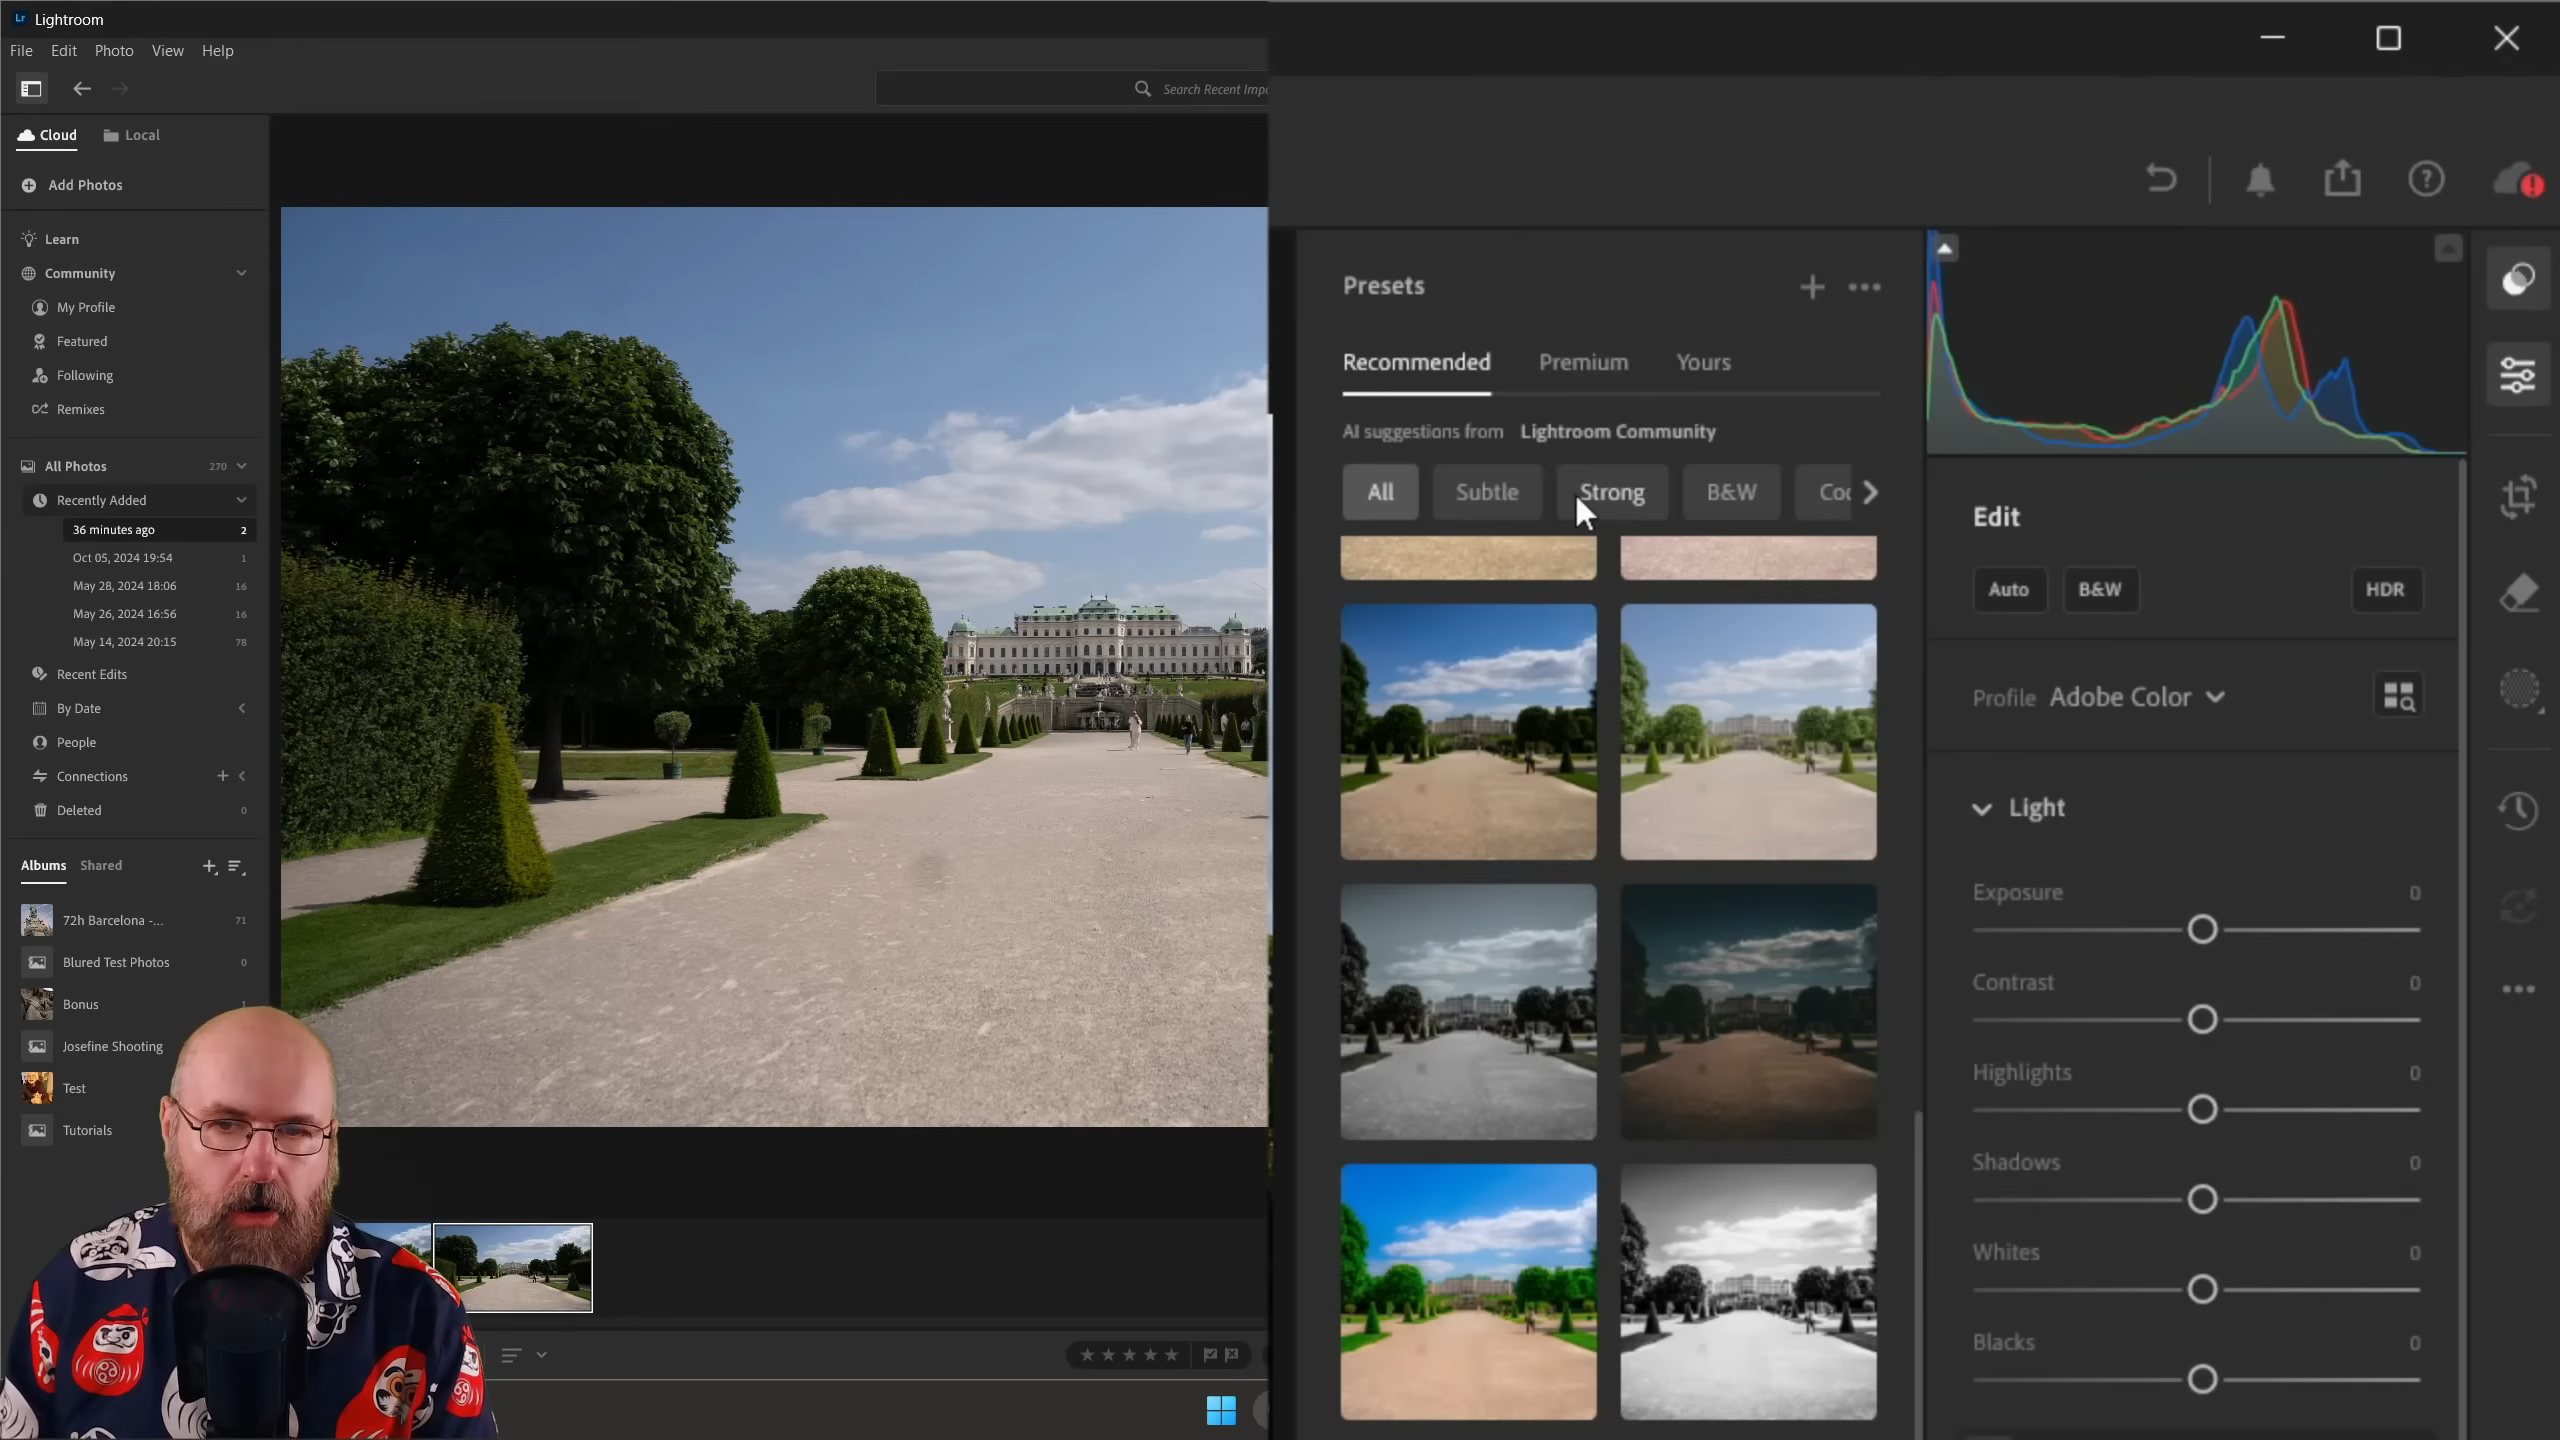 Lr Lightroom
File Edit Photo View Help
Search Recent Impo
Cloud Local
Add Photos
Learn
Community
My Profile
Featured
Following
Remixes
All Photos 270
Recently Added
36 minutes ago 2
Oct 05, 2024 19:54 1
May 28, 2024 18:06 16
May 26, 2024 16:56 16
May 14, 2024 20:15 78
Recent Edits
By Date
People
Connections
Deleted 0
Albums Shared
72h Barcelona -... 71
Blured Test Photos 0
Bonus 1
Josefine Shooting
Test
Tutorials
Presets
Recommended Premium Yours
AI suggestions from Lightroom Community
All Subtle Strong B&W Coo
Edit
Auto B&W HDR
Profile Adobe Color
Light
Exposure 0
Contrast 0
Highlights 0
Shadows 0
Whites 0
Blacks 0